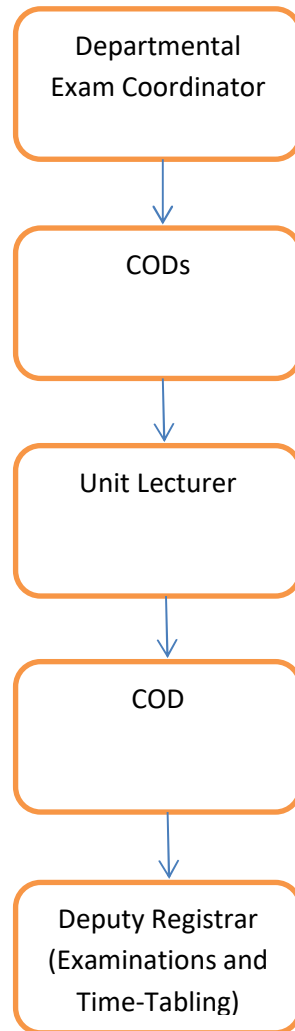 Departmental
Exam Coordinator
CODs
Unit Lecturer
COD
Deputy Registrar
(Examinations and
Time-Tabling)